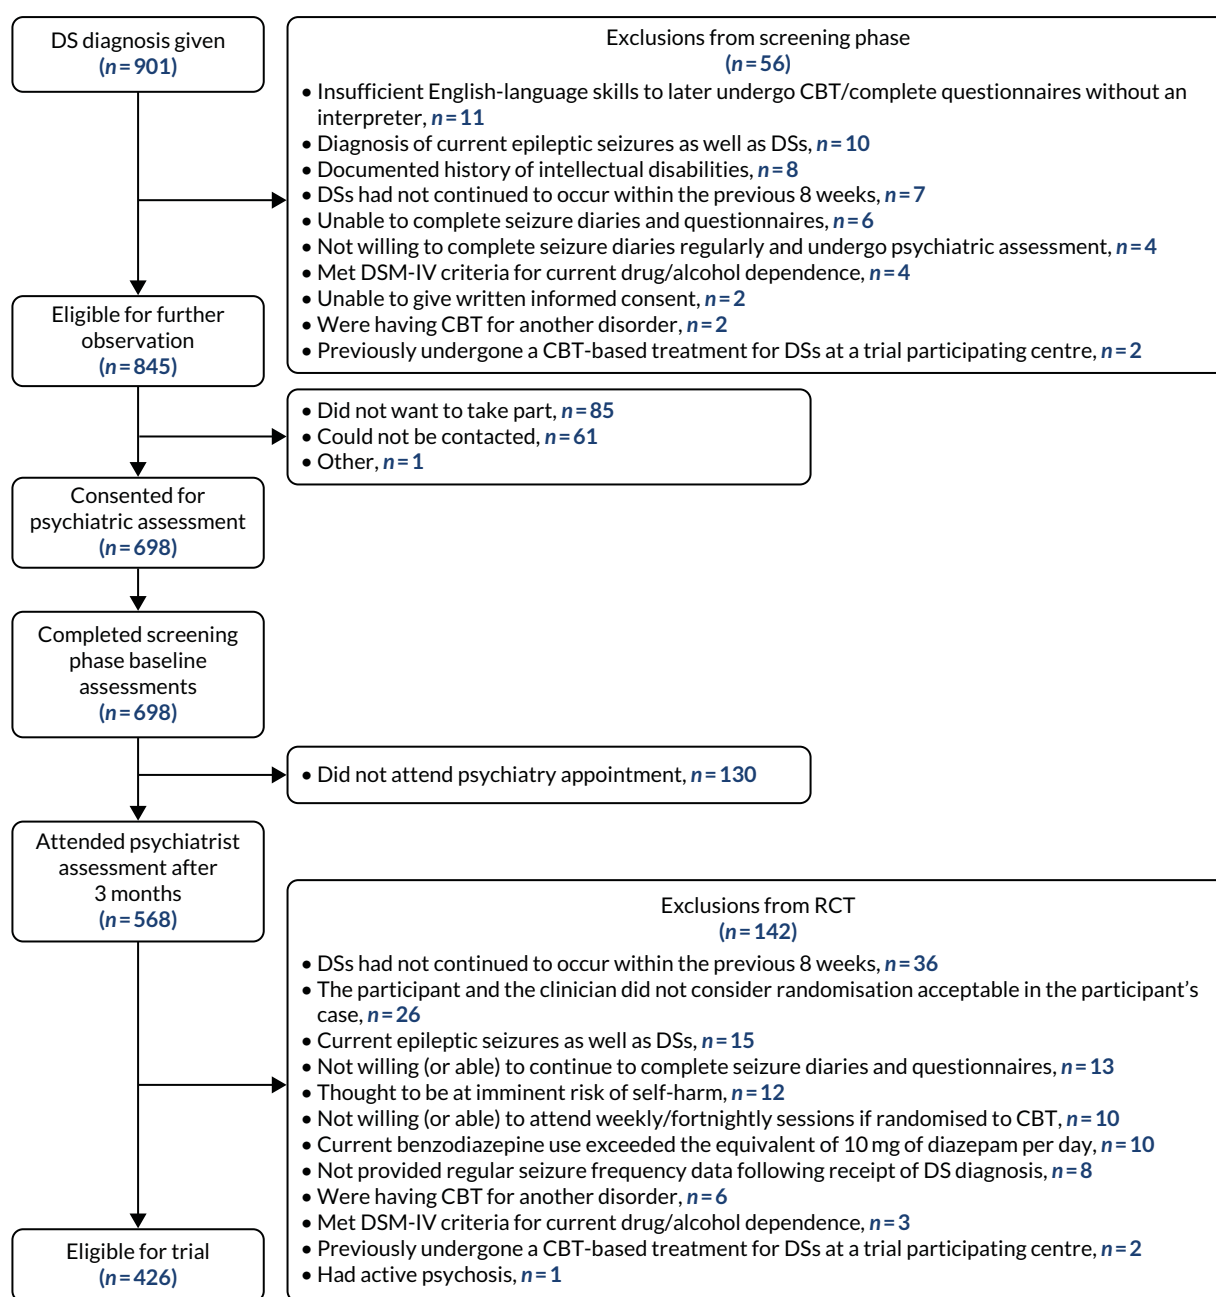 DS diagnosis given
(n=901)
Exclusions from screening phase
(n=56)
• Insufficient English-language skills to later undergo CBT/complete questionnaires without an
interpreter, n=11
• Diagnosis of current epileptic seizures as well as DSs, n=10
• Documented history of intellectual disabilities, n=8
• DSs had not continued to occur within the previous 8 weeks, n=7
• Unable to complete seizure diaries and questionnaires, n=6
• Not willing to complete seizure diaries regularly and undergo psychiatric assessment, n=4
• Met DSM-IV criteria for current drug/alcohol dependence, n=4
• Unable to give written informed consent, n=2
• Were having CBT for another disorder, n=2
• Previously undergone a CBT-based treatment for DSs at a trial participating centre, n=2
Eligible for further
observation
(n=845)
• Did not want to take part, n=85
• Could not be contacted, n=61
• Other, n=1
Consented for
psychiatric assessment
(n=698)
Completed screening
phase baseline
assessments
(n=698)
• Did not attend psychiatry appointment, n=130
Attended psychiatrist
assessment after
3 months
(n=568)
Exclusions from RCT
(n=142)
• DSs had not continued to occur within the previous 8 weeks, n=36
• The participant and the clinician did not consider randomisation acceptable in the participant's
case, n=26
• Current epileptic seizures as well as DSs, n=15
• Not willing (or able) to continue to complete seizure diaries and questionnaires, n=13
• Thought to be at imminent risk of self-harm, n=12
• Not willing (or able) to attend weekly/fortnightly sessions if randomised to CBT, n=10
• Current benzodiazepine use exceeded the equivalent of 10 mg of diazepam per day, n=10
• Not provided regular seizure frequency data following receipt of DS diagnosis, n=8
• Were having CBT for another disorder, n=6
• Met DSM-IV criteria for current drug/alcohol dependence, n=3
• Previously undergone a CBT-based treatment for DSs at a trial participating centre, n=2
• Had active psychosis, n=1
Eligible for trial
(n=426)